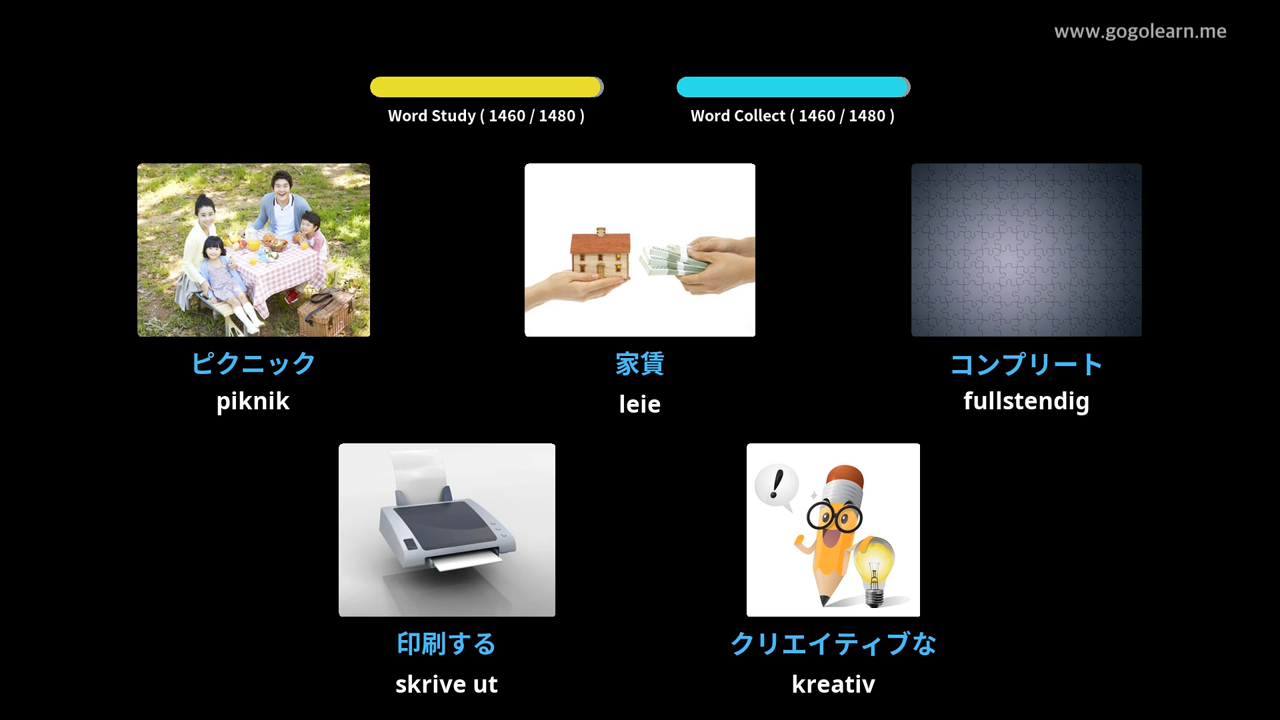 www.gogolearn.me
Word Study ( 1460 / 1480 )
Word Collect ( 1460 / 1480 )
ピクニック
piknik
家賃
leie
コンプリート
fullstendig
印刷する
skrive ut
クリエイティブな
kreativ